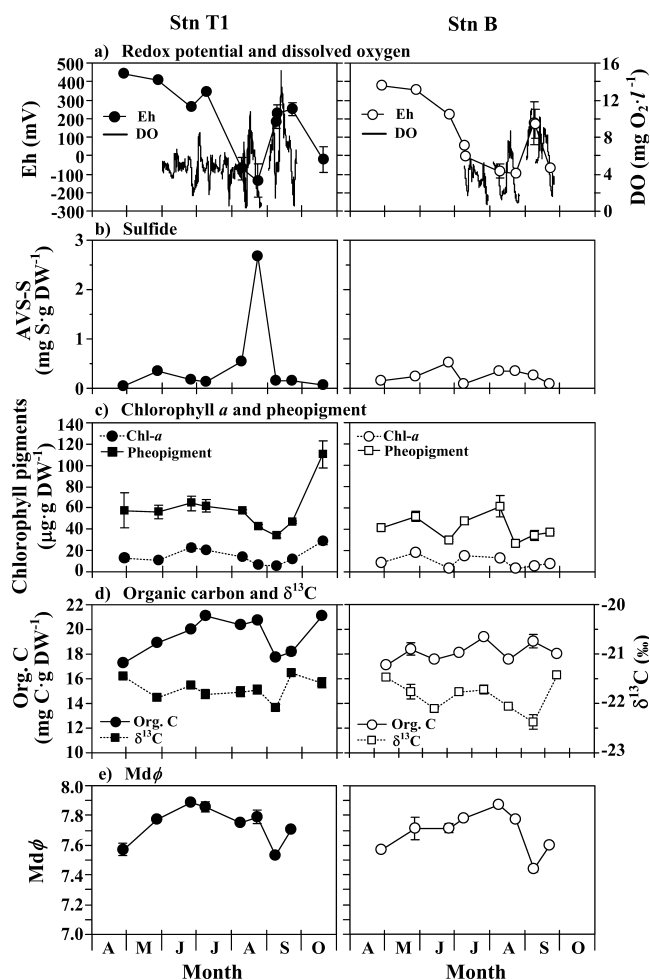 Stn T1 Stn B
a) Redox potential and dissolved oxygen
Eh (mV)
500
400
300
200
100
0
-100
-200
-300
Eh
DO
Eh
DO
16
12
8
4
0
DO (mg O₂·l⁻¹)
b) Sulfide
AVS-S
(mg S·g DW⁻¹)
3
2
1
0
c) Chlorophyll a and pheopigment
Chlorophyll pigments
(µg·g DW⁻¹)
140
120
100
80
60
40
20
0
Chl-a
Pheopigment
Chl-a
Pheopigment
d) Organic carbon and δ¹³C
Org. C
(mg C·g DW⁻¹)
22
20
18
16
14
12
10
Org. C
δ¹³C
Org. C
δ¹³C
-20
-21
-22
-23
δ¹³C (‰)
e) Mdϕ
Mdϕ
8.0
7.8
7.6
7.4
7.2
7.0
A M J J A S O A M J J A S O
Month Month